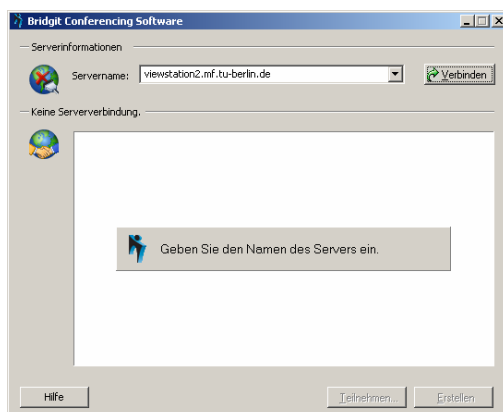 Bridgit Conferencing Software
Serverinformationen
Servername: viewstation2.mf.tu-berlin.de Verbinden
Keine Serververbindung.
Geben Sie den Namen des Servers ein.
Hilfe Teilnehmen... Erstellen